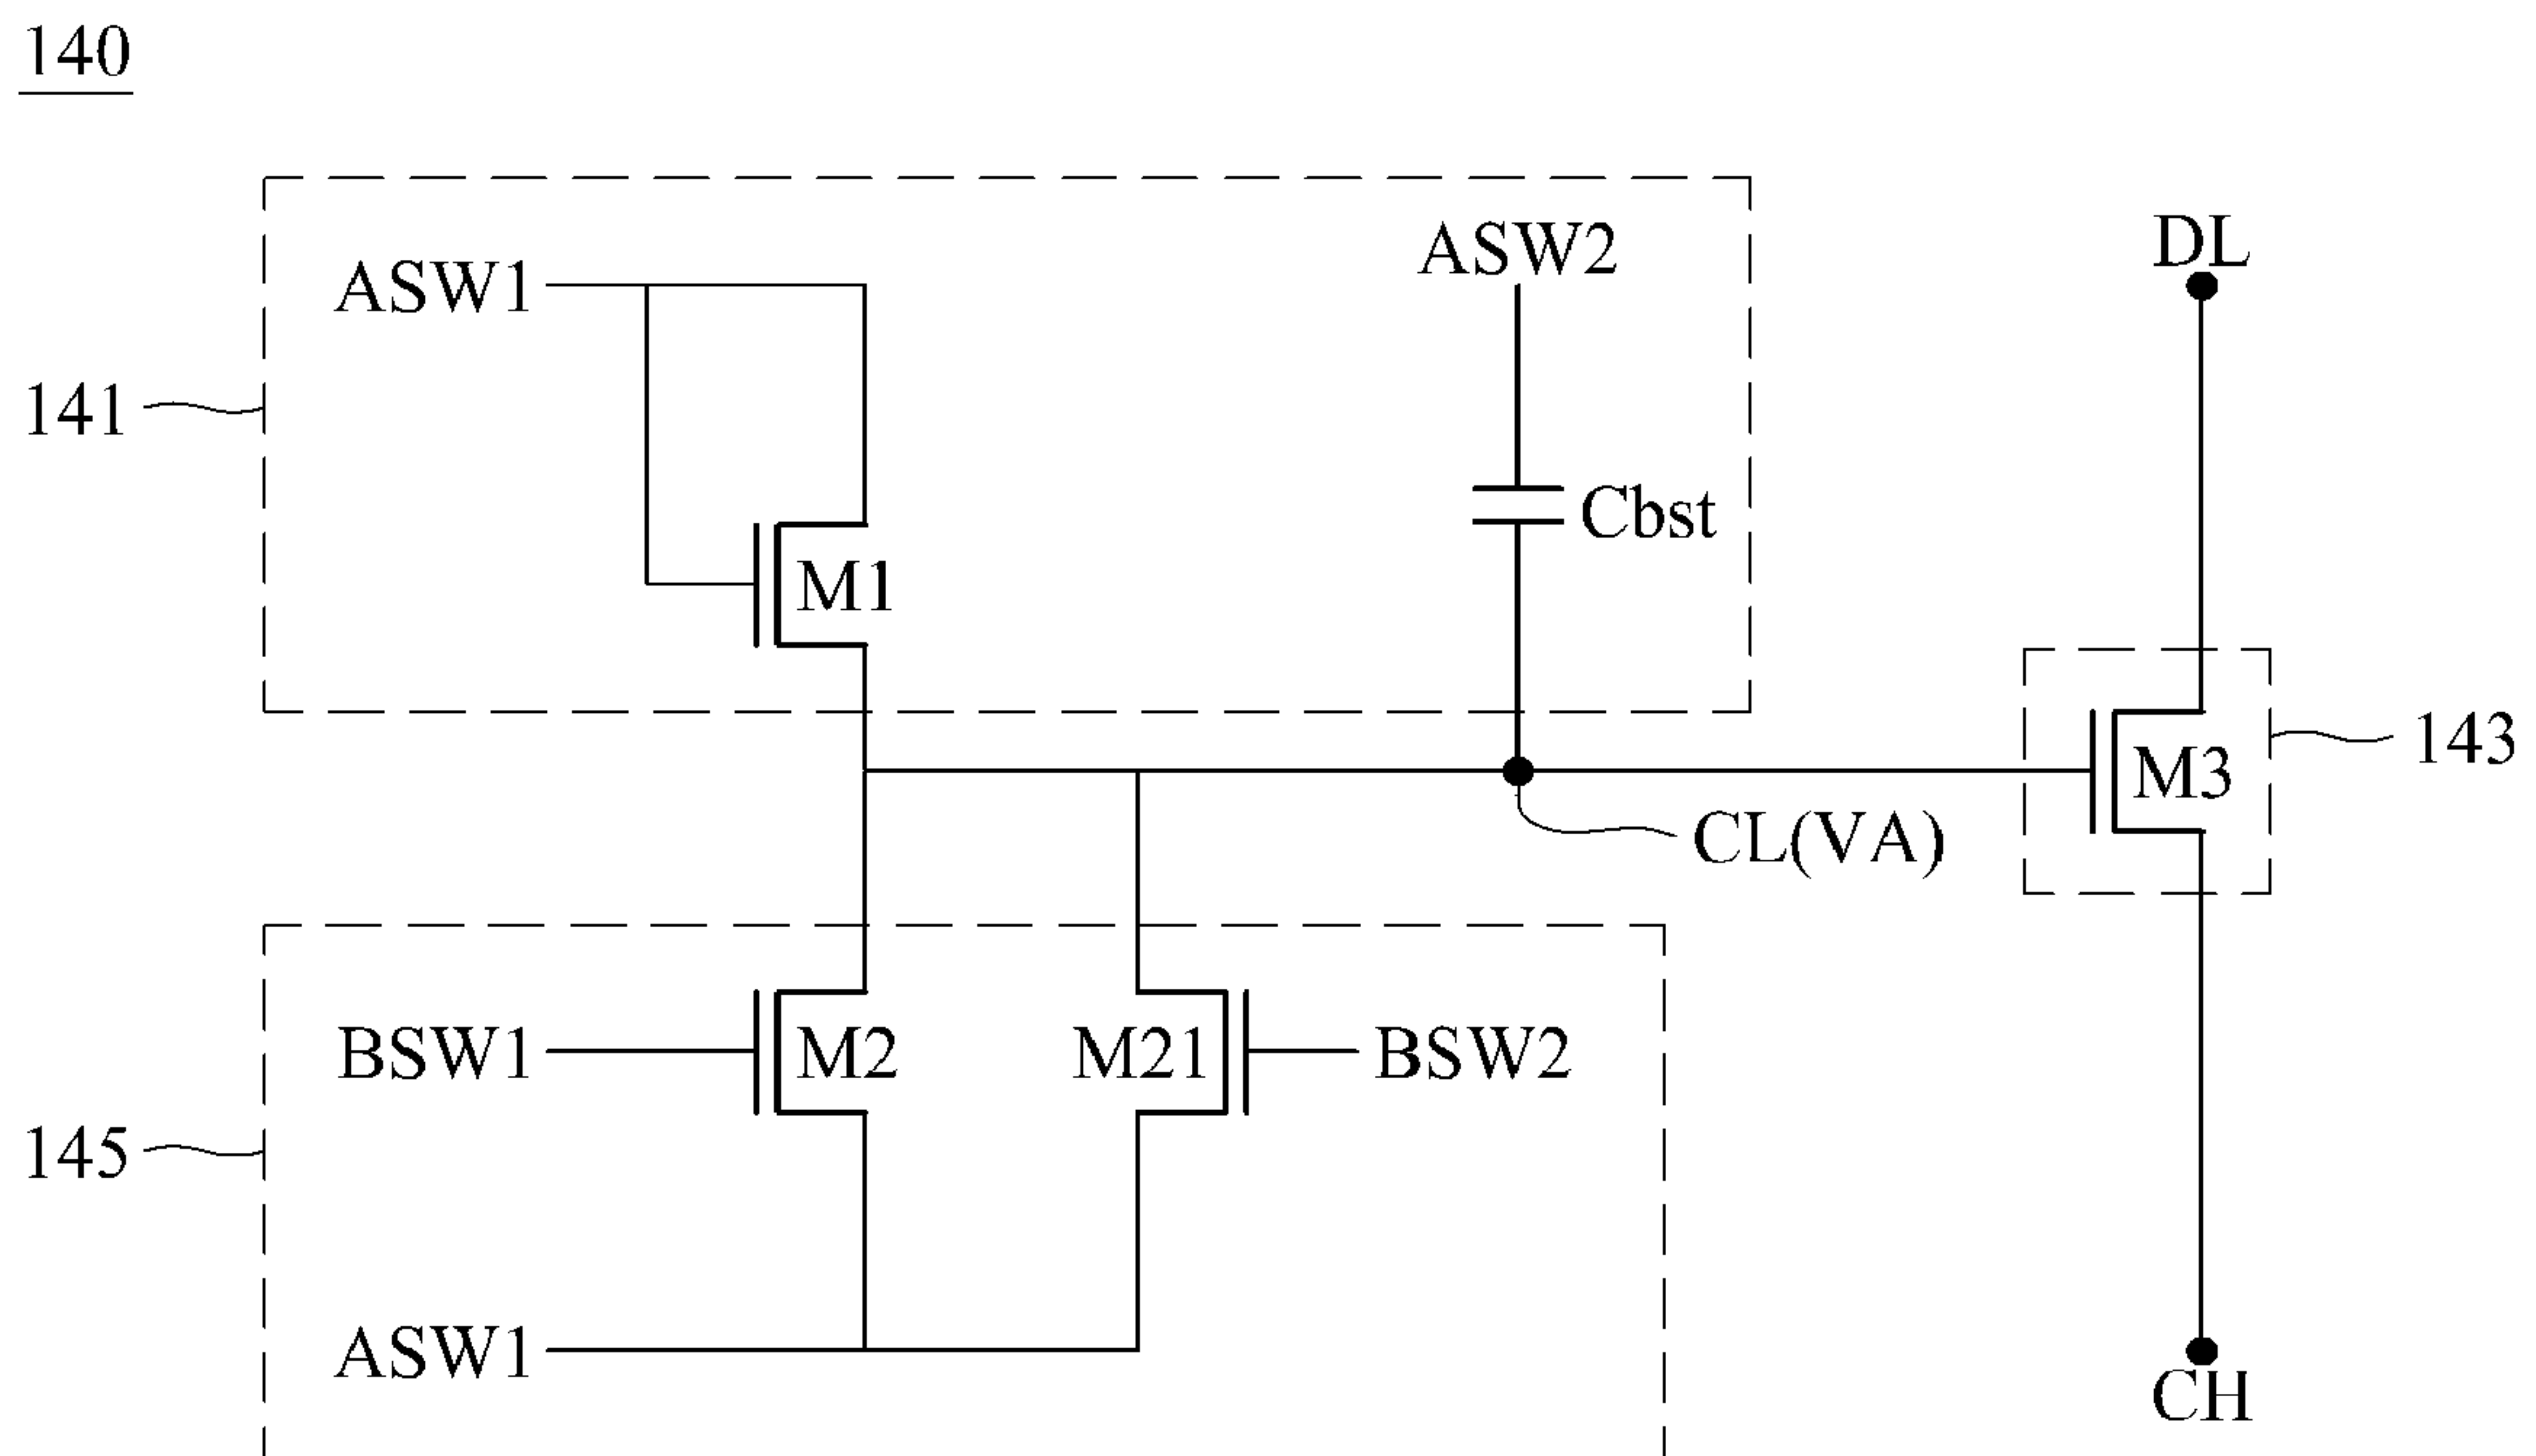 140
ASW1
ASW2
DL
141
Cbst
M1
143
M3
CL(VA)
BSW1
M2
M21
BSW2
145
ASW1
CH